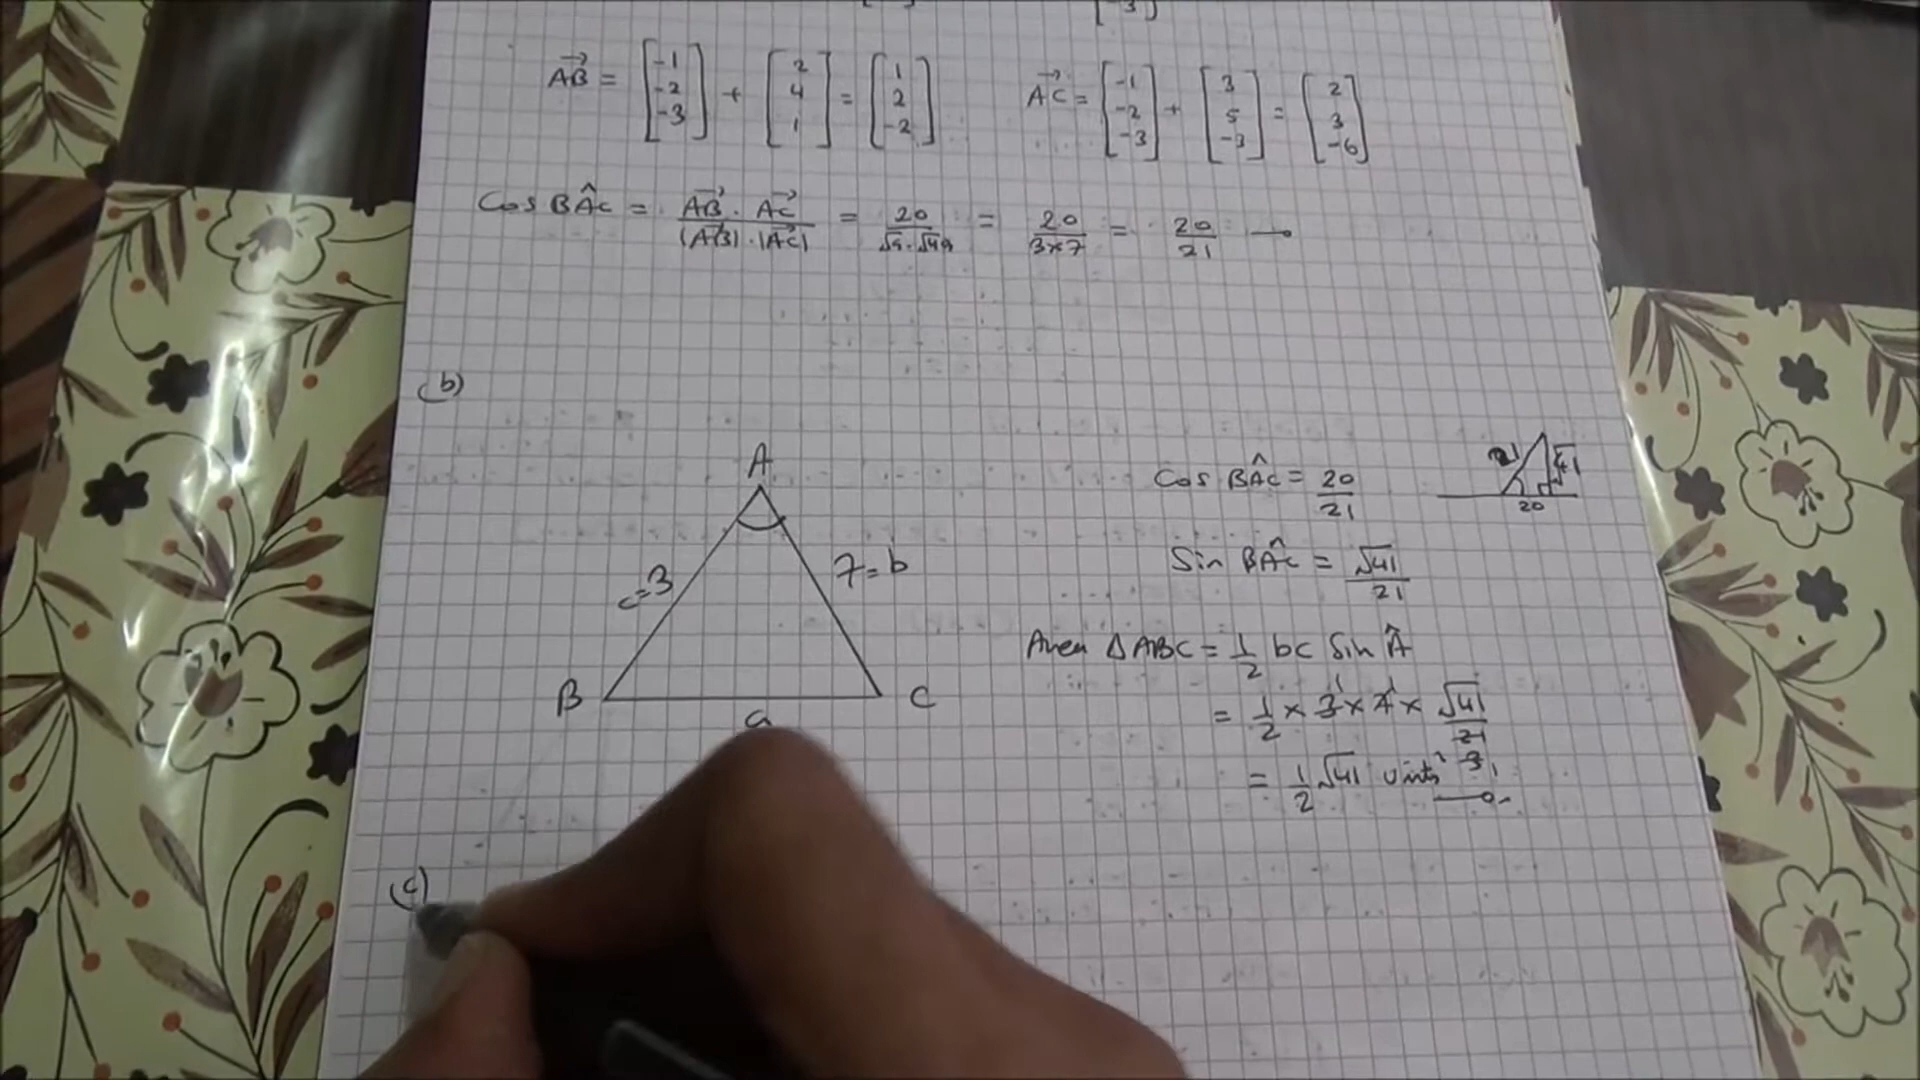 -3
AB = [-1 -2 -3] + [2 4 1] = [1 2 -2]
AC = [-1 -2 -3] + [3 5 -3] = [2 3 -6]
Cos BÂC = AB . AC / |AB| . |AC| = 20 / √9 . √49 = 20 / 3x7 = 20 / 21
(b)
A
c=3
7=b
B
C
a
Cos BÂC = 20 / 21
21
√41
20
Sin BÂC = √41 / 21
Area ΔABC = 1/2 bc Sin Â
= 1/2 x 3 x 7 x √41 / 21
= 1/2 √41 units²
(c)